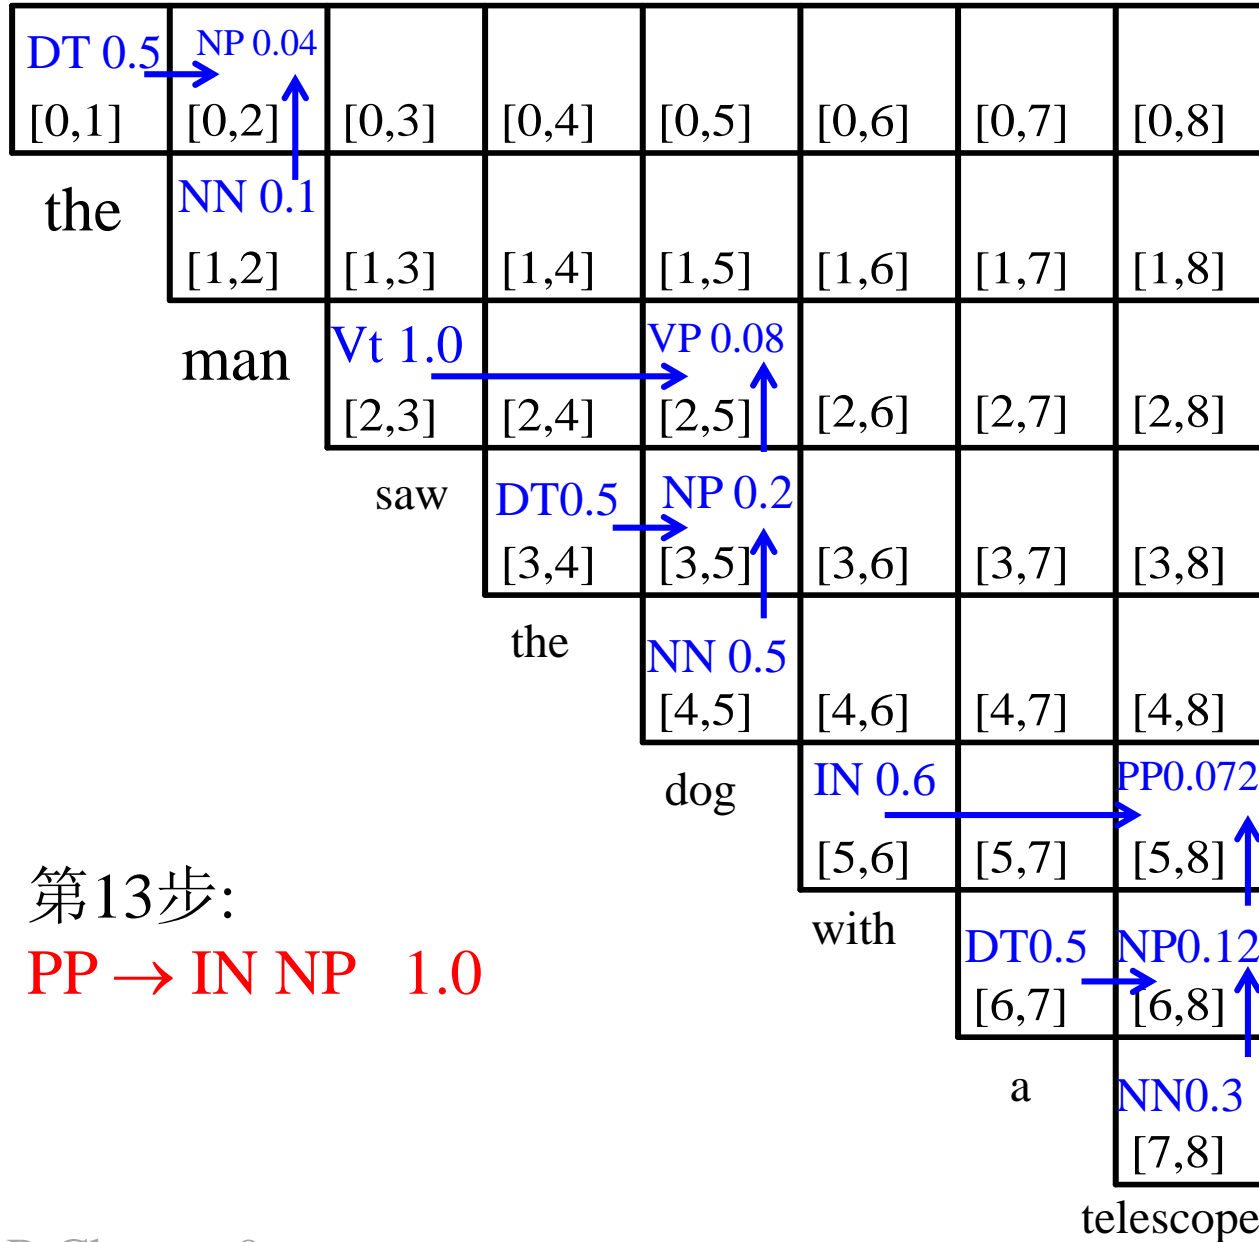 DT 0.5 NP 0.04
[0,1] [0,2] [0,3] [0,4] [0,5] [0,6] [0,7] [0,8]
the NN 0.1
[1,2] [1,3] [1,4] [1,5] [1,6] [1,7] [1,8]
man Vt 1.0 VP 0.08
[2,3] [2,4] [2,5] [2,6] [2,7] [2,8]
saw DT0.5 NP 0.2
[3,4] [3,5] [3,6] [3,7] [3,8]
the NN 0.5
[4,5] [4,6] [4,7] [4,8]
dog IN 0.6 PP0.072
[5,6] [5,7] [5,8]
第13步:
with DT0.5 NP0.12
PP → IN NP 1.0
[6,7] [6,8]
a NN0.3
[7,8]
telescope